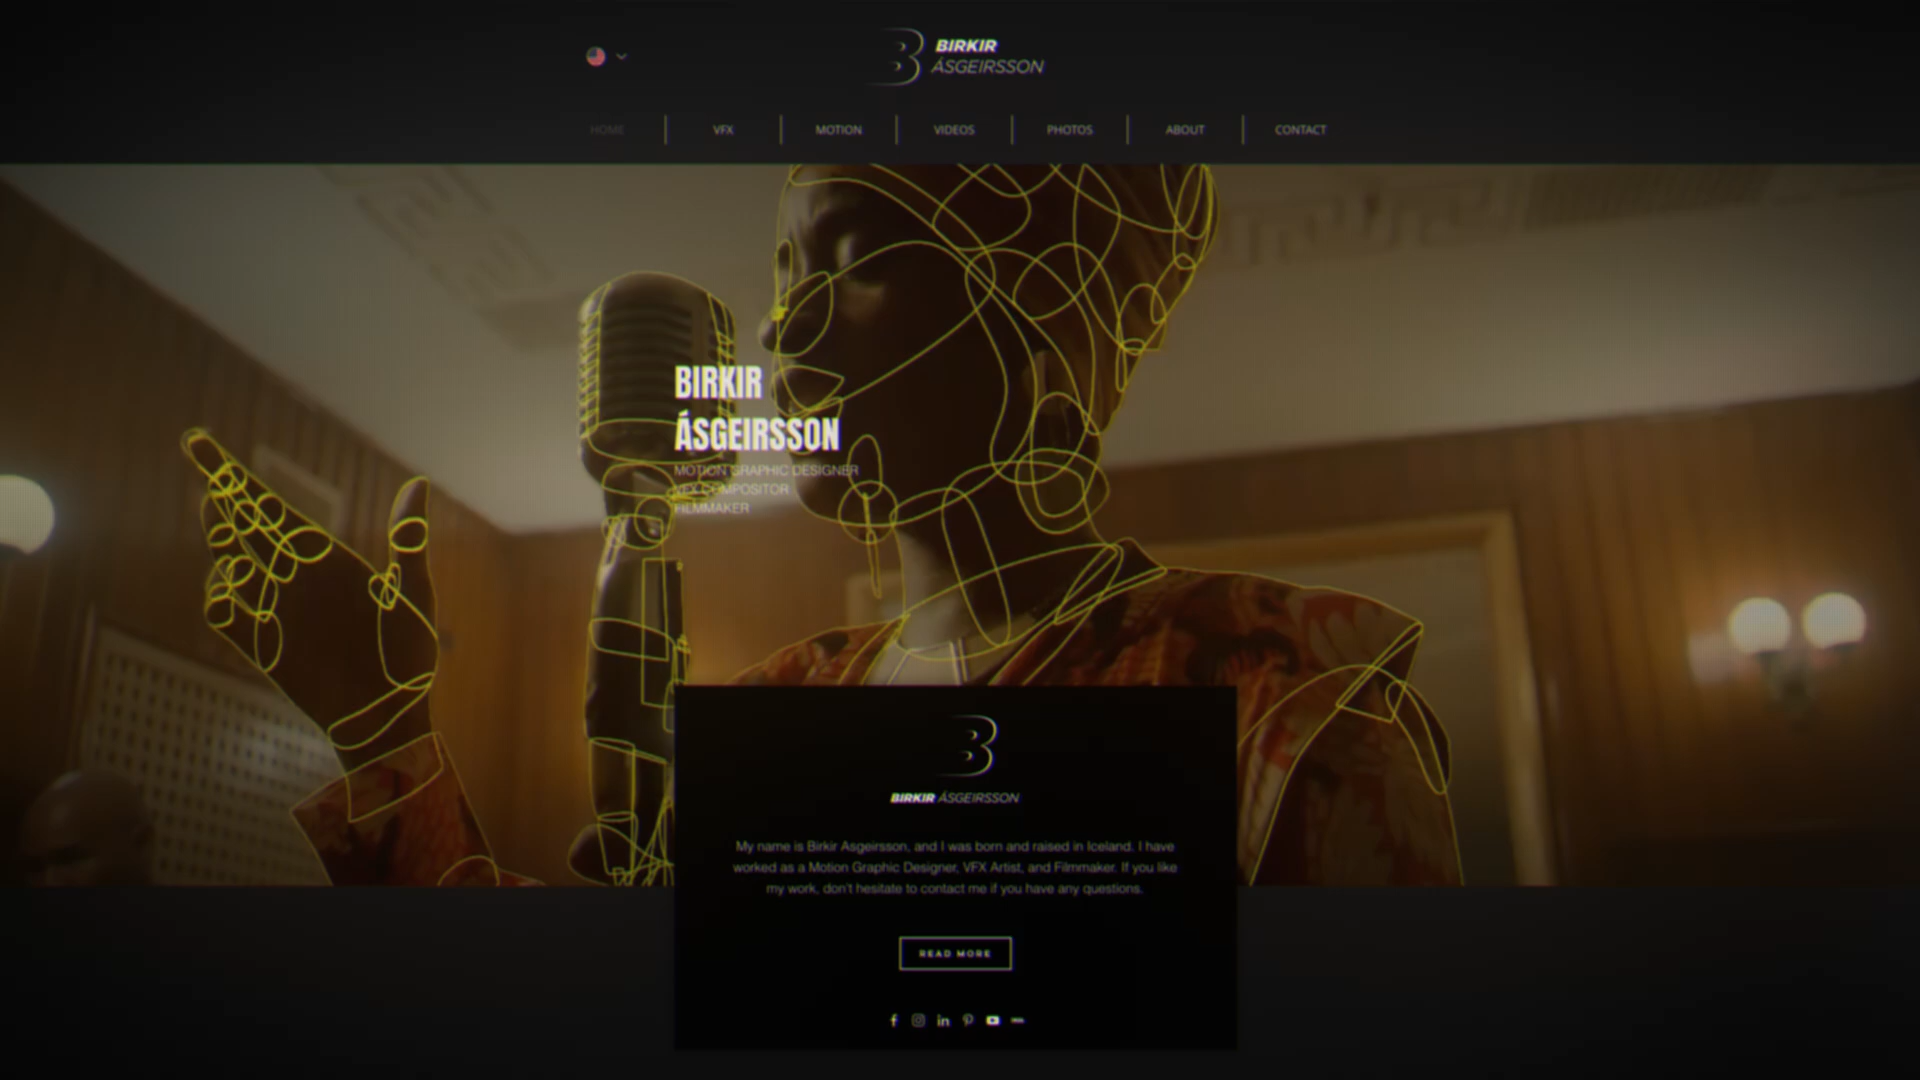 BIRKIR
ÁSGEIRSSON
HOME
VFX
MOTION
VIDEOS
PHOTOS
ABOUT
CONTACT
BIRKIR
ÁSGEIRSSON
MOTION GRAPHIC DESIGNER
VFX COMPOSITOR
FILMMAKER
BIRKIR ÁSGEIRSSON
My name is Birkir Asgeirsson, and I was born and raised in Iceland. I have
worked as a Motion Graphic Designer, VFX Artist, and Filmmaker. If you like
my work, don't hesitate to contact me if you have any questions.
READ MORE